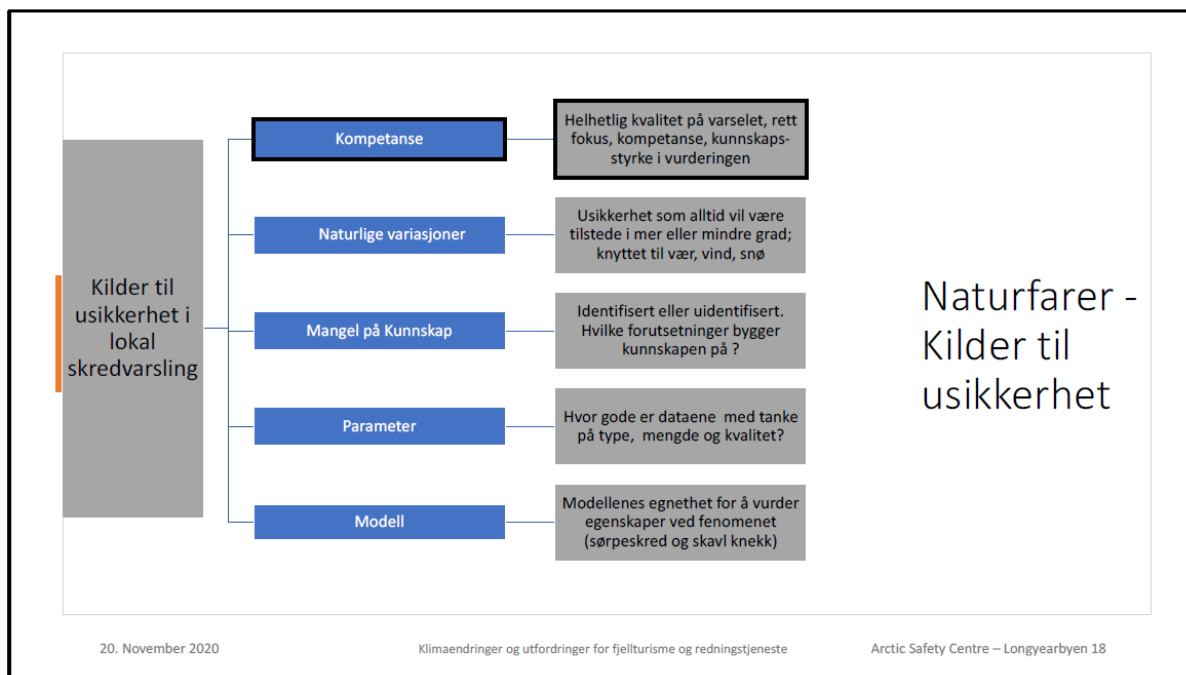 Kilder til
usikkerhet i
lokal
skredvarsling
Kompetanse
Helhetlig kvalitet på varselet, rett
fokus, kompetanse, kunnskaps-
styrke i vurderingen
Naturlige variasjoner
Usikkerhet som alltid vil være
tilstede i mer eller mindre grad;
knyttet til vær, vind, snø
Mangel på Kunnskap
Identifisert eller uidentifisert.
Hvilke forutsetninger bygger
kunnskapen på ?
Parameter
Hvor gode er dataene med tanke
på type, mengde og kvalitet?
Modell
Modellenes egnethet for å vurder
egenskaper ved fenomenet
(sørpeskred og skavl knekk)
Naturfarer -
Kilder til
usikkerhet
20. November 2020
Klimaendringer og utfordringer for fjellturisme og redningstjeneste
Arctic Safety Centre – Longyearbyen 18